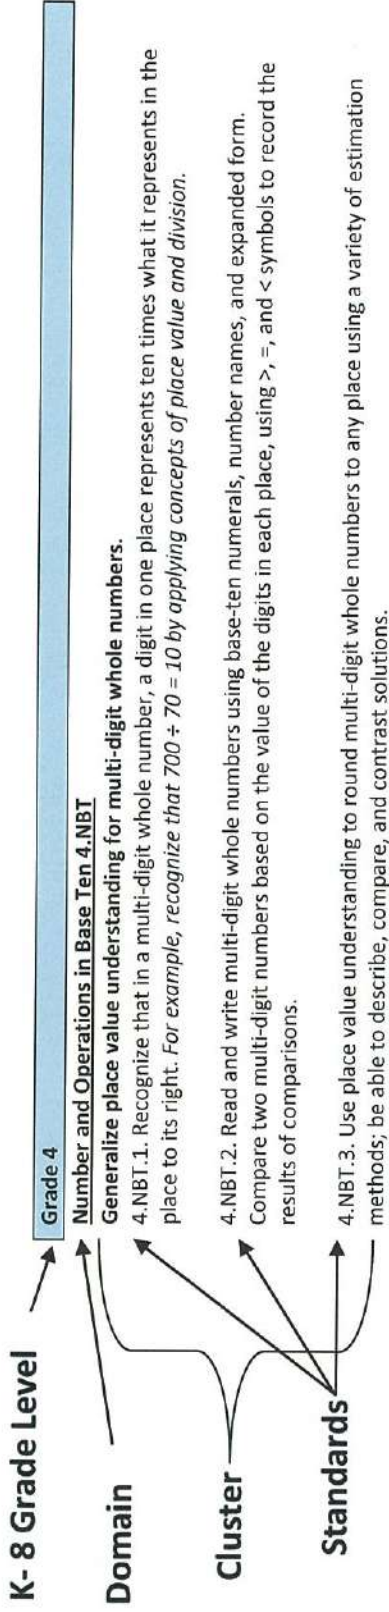 K- 8 Grade Level
Grade 4
Domain
Number and Operations in Base Ten 4.NBT
Generalize place value understanding for multi-digit whole numbers.
4.NBT.1. Recognize that in a multi-digit whole number, a digit in one place represents ten times what it represents in the
place to its right. For example, recognize that 700 ÷ 70 = 10 by applying concepts of place value and division.
Cluster
4.NBT.2. Read and write multi-digit whole numbers using base-ten numerals, number names, and expanded form.
Compare two multi-digit numbers based on the value of the digits in each place, using >, =, and < symbols to record the
results of comparisons.
Standards
4.NBT.3. Use place value understanding to round multi-digit whole numbers to any place using a variety of estimation
methods; be able to describe, compare, and contrast solutions.